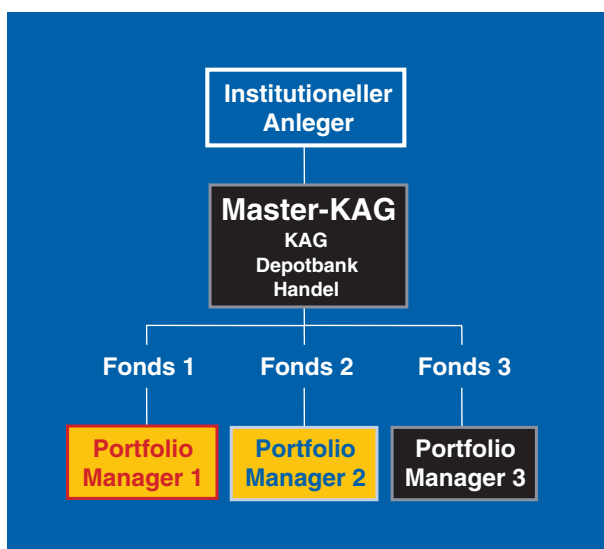 Institutioneller
Anleger
Master-KAG
KAG
Depotbank
Handel
Fonds 1
Fonds 2
Fonds 3
Portfolio
Manager 1
Portfolio
Manager 2
Portfolio
Manager 3